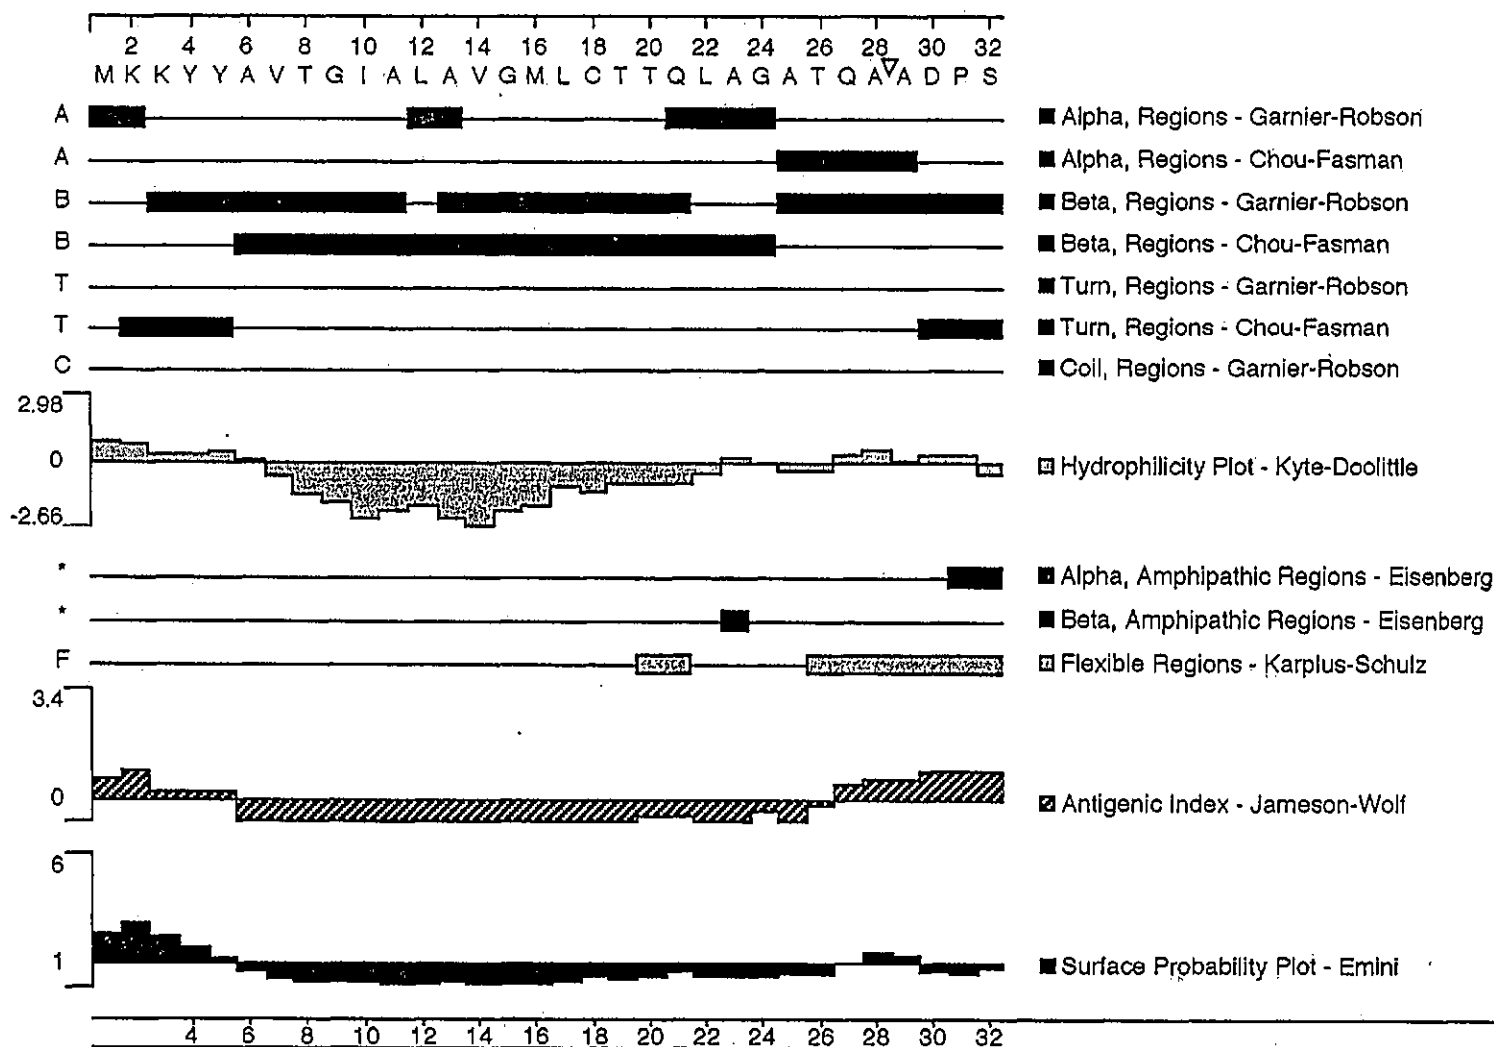 2 4 6 8 10 12 14 16 18 20 22 24 26 28 30 32
M K K Y Y A V T G I A L A V G M L C T T Q L A G A T Q A A D P S
A Alpha, Regions - Garnier-Robson
A Alpha, Regions - Chou-Fasman
B Beta, Regions - Garnier-Robson
B Beta, Regions - Chou-Fasman
T Turn, Regions - Garnier-Robson
T Turn, Regions - Chou-Fasman
C Coil, Regions - Garnier-Robson
2.98
0 Hydrophilicity Plot - Kyte-Doolittle
-2.66
* Alpha, Amphipathic Regions - Eisenberg
* Beta, Amphipathic Regions - Eisenberg
F Flexible Regions - Karplus-Schulz
3.4
0 Antigenic Index - Jameson-Wolf
6
1 Surface Probability Plot - Emini
4 6 8 10 12 14 16 18 20 22 24 26 28 30 32